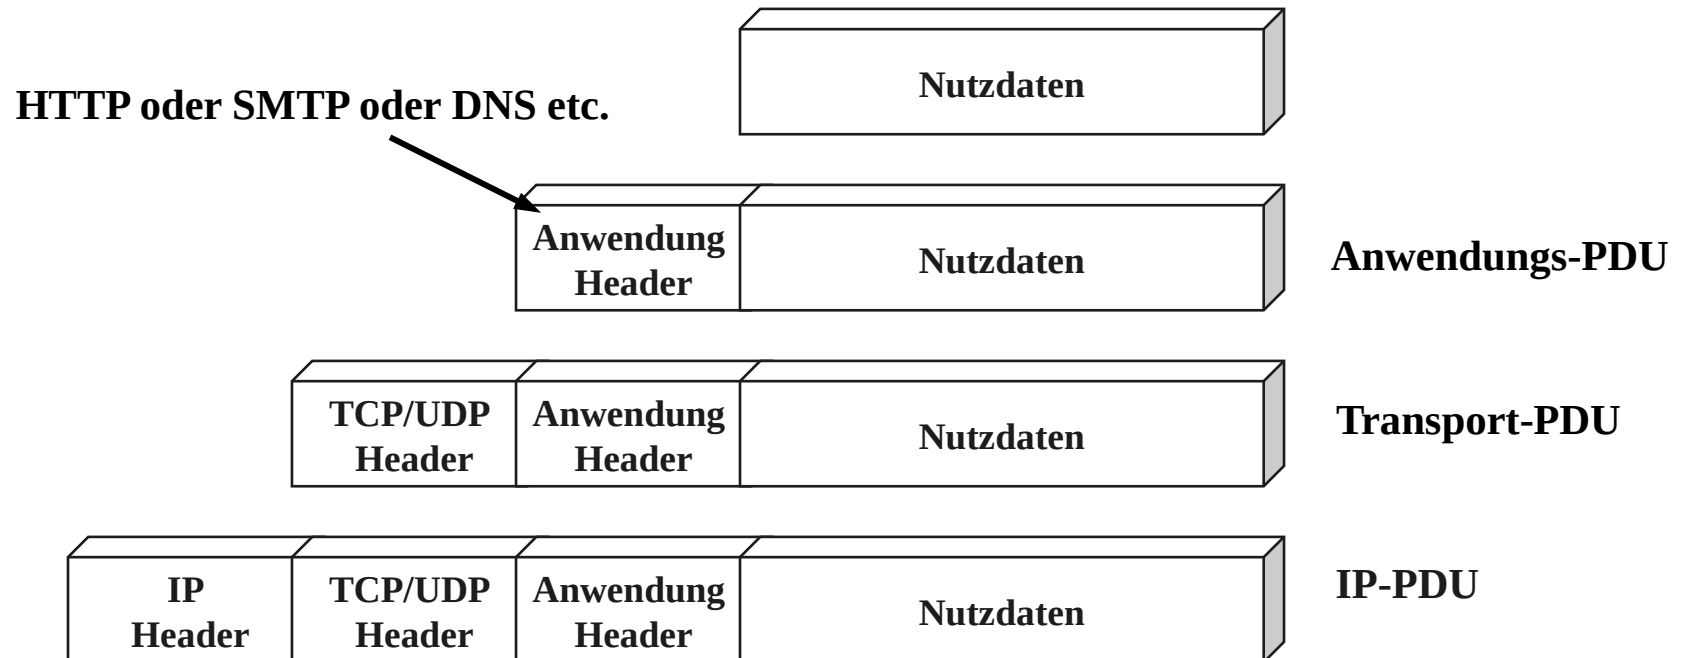 Nutzdaten
HTTP oder SMTP oder DNS etc.
Anwendung
Header
Nutzdaten
Anwendungs-PDU
TCP/UDP
Header
Anwendung
Header
Nutzdaten
Transport-PDU
IP
Header
TCP/UDP
Header
Anwendung
Header
Nutzdaten
IP-PDU